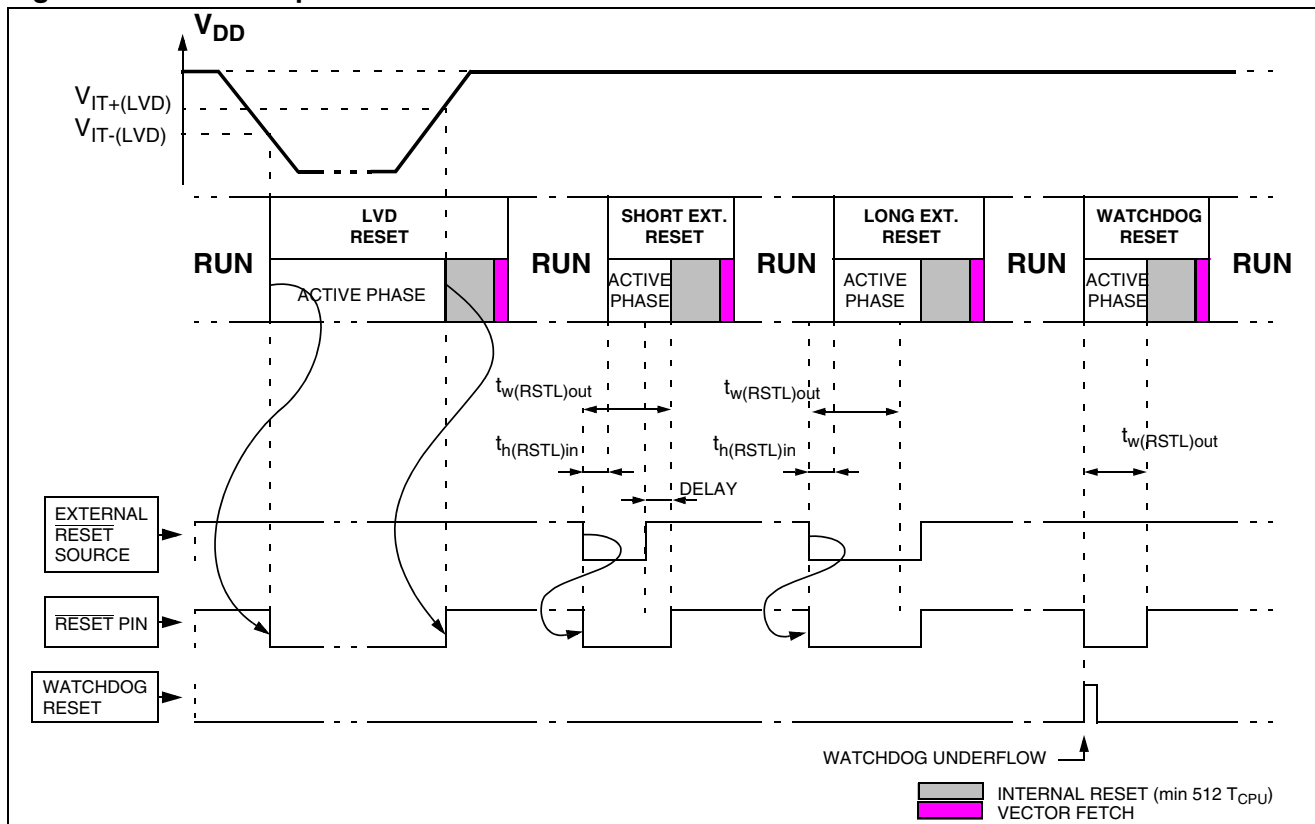 V_DD
V_IT+(LVD)
V_IT-(LVD)
LVD
RESET
SHORT EXT.
RESET
LONG EXT.
RESET
WATCHDOG
RESET
RUN
RUN
RUN
RUN
RUN
ACTIVE PHASE
ACTIVE
PHASE
ACTIVE
PHASE
ACTIVE
PHASE
t_w(RSTL)out
t_w(RSTL)out
t_h(RSTL)in
t_h(RSTL)in
t_w(RSTL)out
DELAY
EXTERNAL
RESET
SOURCE
RESET PIN
WATCHDOG
RESET
WATCHDOG UNDERFLOW
INTERNAL RESET (min 512 T_CPU)
VECTOR FETCH